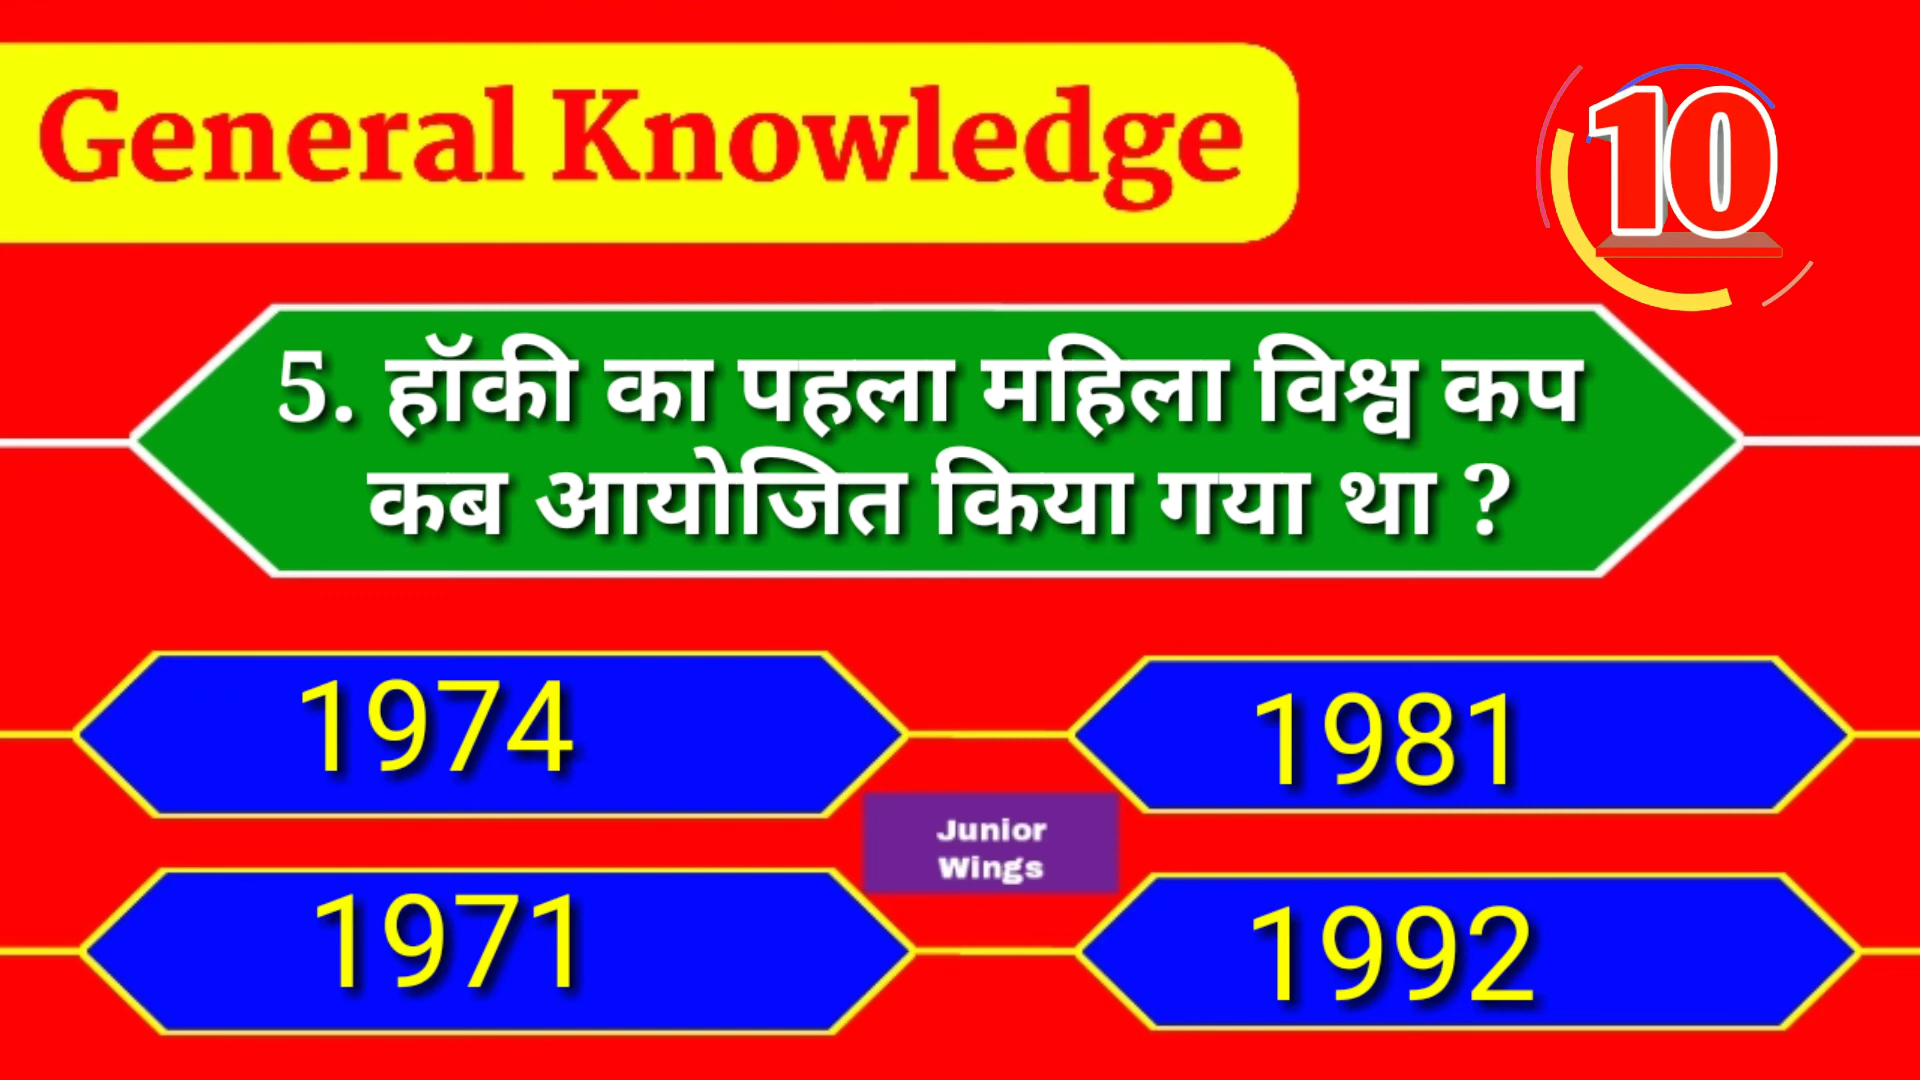 General Knowledge
10
5. हॉकी का पहला महिला विश्व कप
कब आयोजित किया गया था ?
1974
1981
Junior
Wings
1971
1992